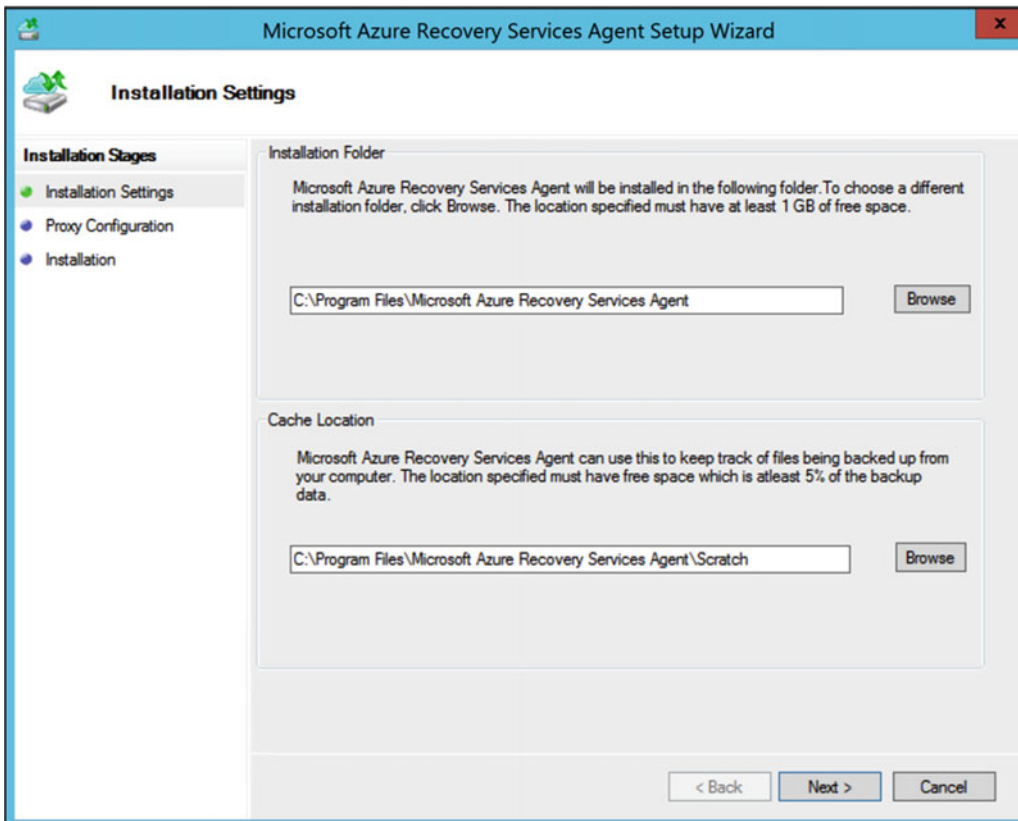 Microsoft Azure Recovery Services Agent Setup Wizard
x
Installation Settings
Installation Stages
Installation Settings
Proxy Configuration
Installation
Installation Folder
Microsoft Azure Recovery Services Agent will be installed in the following folder.To choose a different
installation folder, click Browse. The location specified must have at least 1 GB of free space.
C:\Program Files\Microsoft Azure Recovery Services Agent
Browse
Cache Location
Microsoft Azure Recovery Services Agent can use this to keep track of files being backed up from
your computer. The location specified must have free space which is atleast 5% of the backup
data.
C:\Program Files\Microsoft Azure Recovery Services Agent\Scratch
Browse
< Back
Next >
Cancel